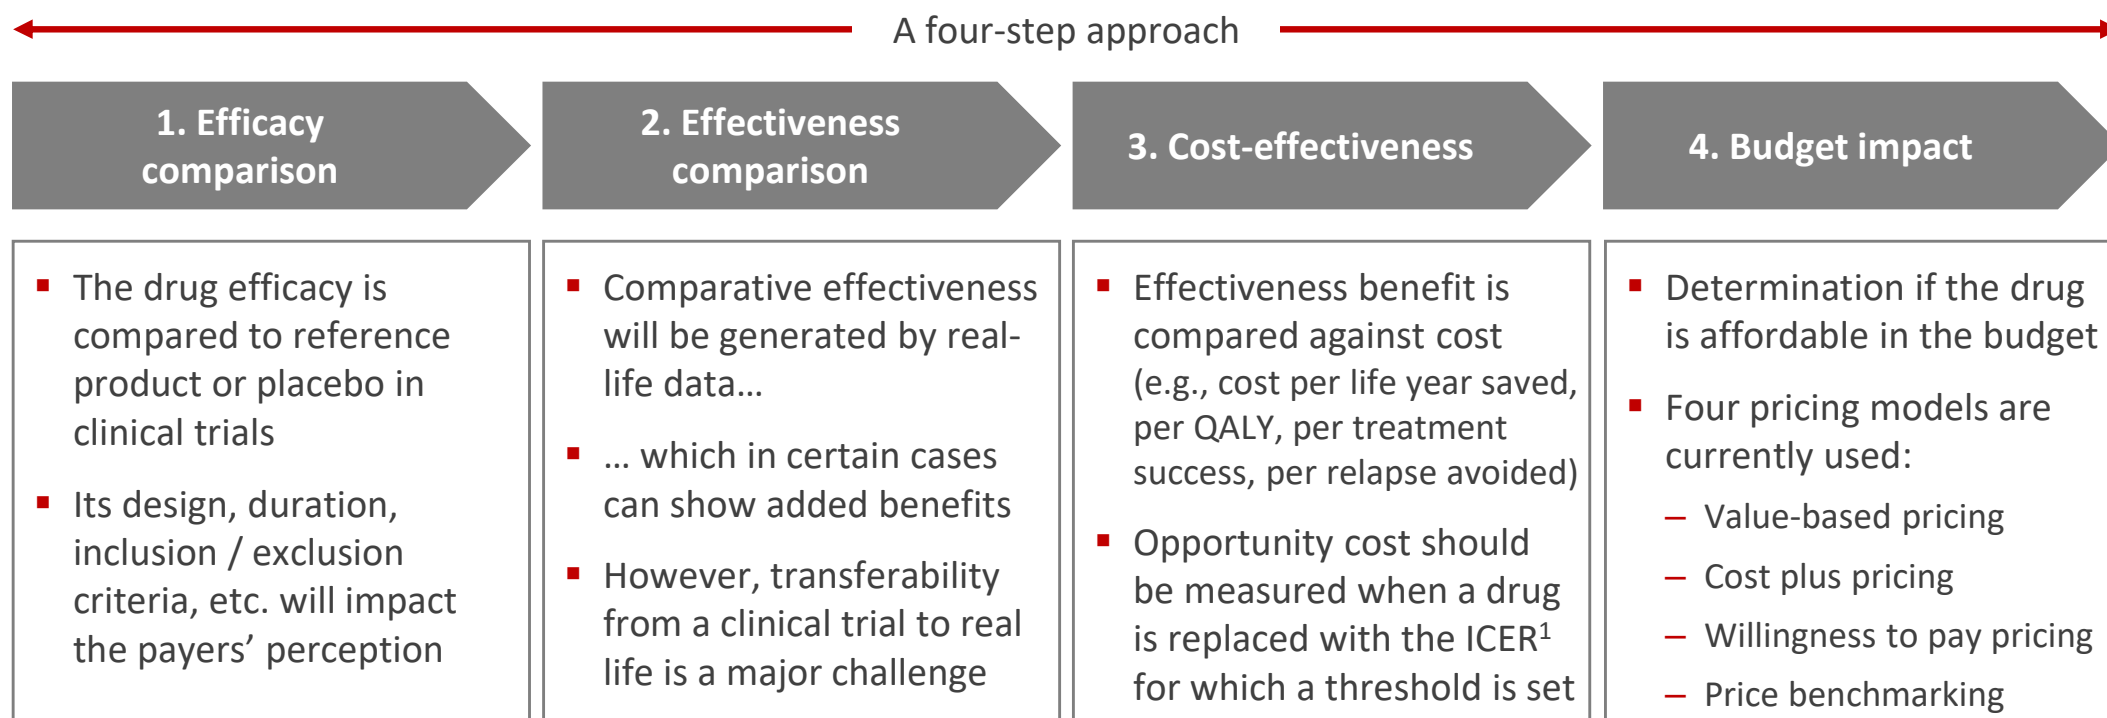 A four-step approach
1. Efficacy
comparison
2. Effectiveness
comparison
3. Cost-effectiveness
4. Budget impact
▪ The drug efficacy is
compared to reference
product or placebo in
clinical trials
▪ Its design, duration,
inclusion / exclusion
criteria, etc. will impact
the payers’ perception
▪ Comparative effectiveness
will be generated by real-
life data…
▪ … which in certain cases
can show added benefits
▪ However, transferability
from a clinical trial to real
life is a major challenge
▪ Effectiveness benefit is
compared against cost
(e.g., cost per life year saved,
per QALY, per treatment
success, per relapse avoided)
▪ Opportunity cost should
be measured when a drug
is replaced with the ICER¹
for which a threshold is set
▪ Determination if the drug
is affordable in the budget
▪ Four pricing models are
currently used:
– Value-based pricing
– Cost plus pricing
– Willingness to pay pricing
– Price benchmarking